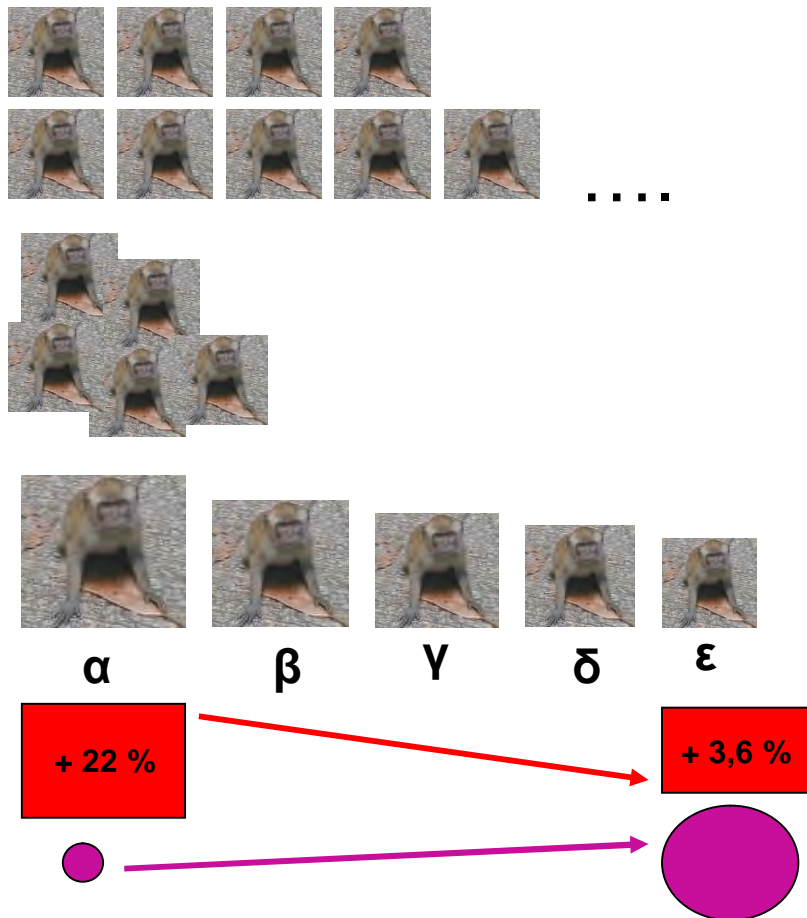 . . . .
α β γ δ ε
+ 22 % + 3,6 %